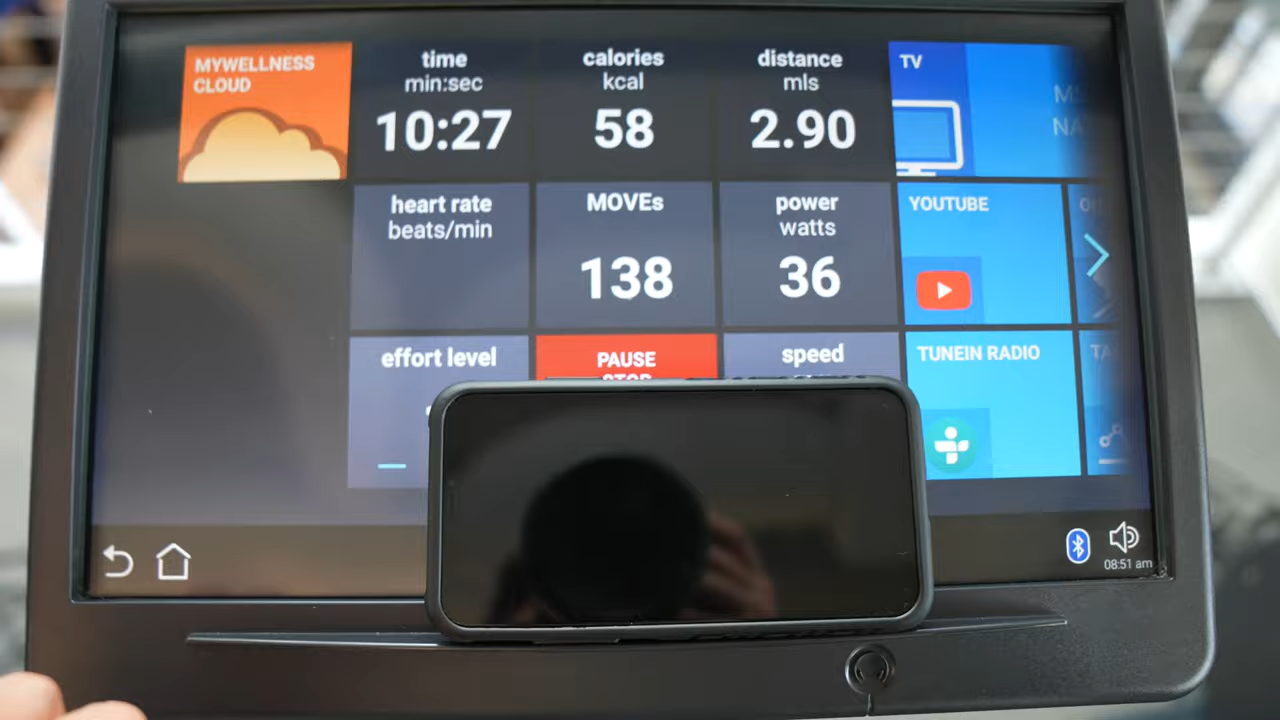 MYWELLNESS
CLOUD
time
min:sec
10:27
calories
kcal
58
distance
mls
2.90
TV
heart rate
beats/min
MOVEs
138
power
watts
36
YOUTUBE
effort level
PAUSE
STOP
speed
TUNEIN RADIO
08:51 am